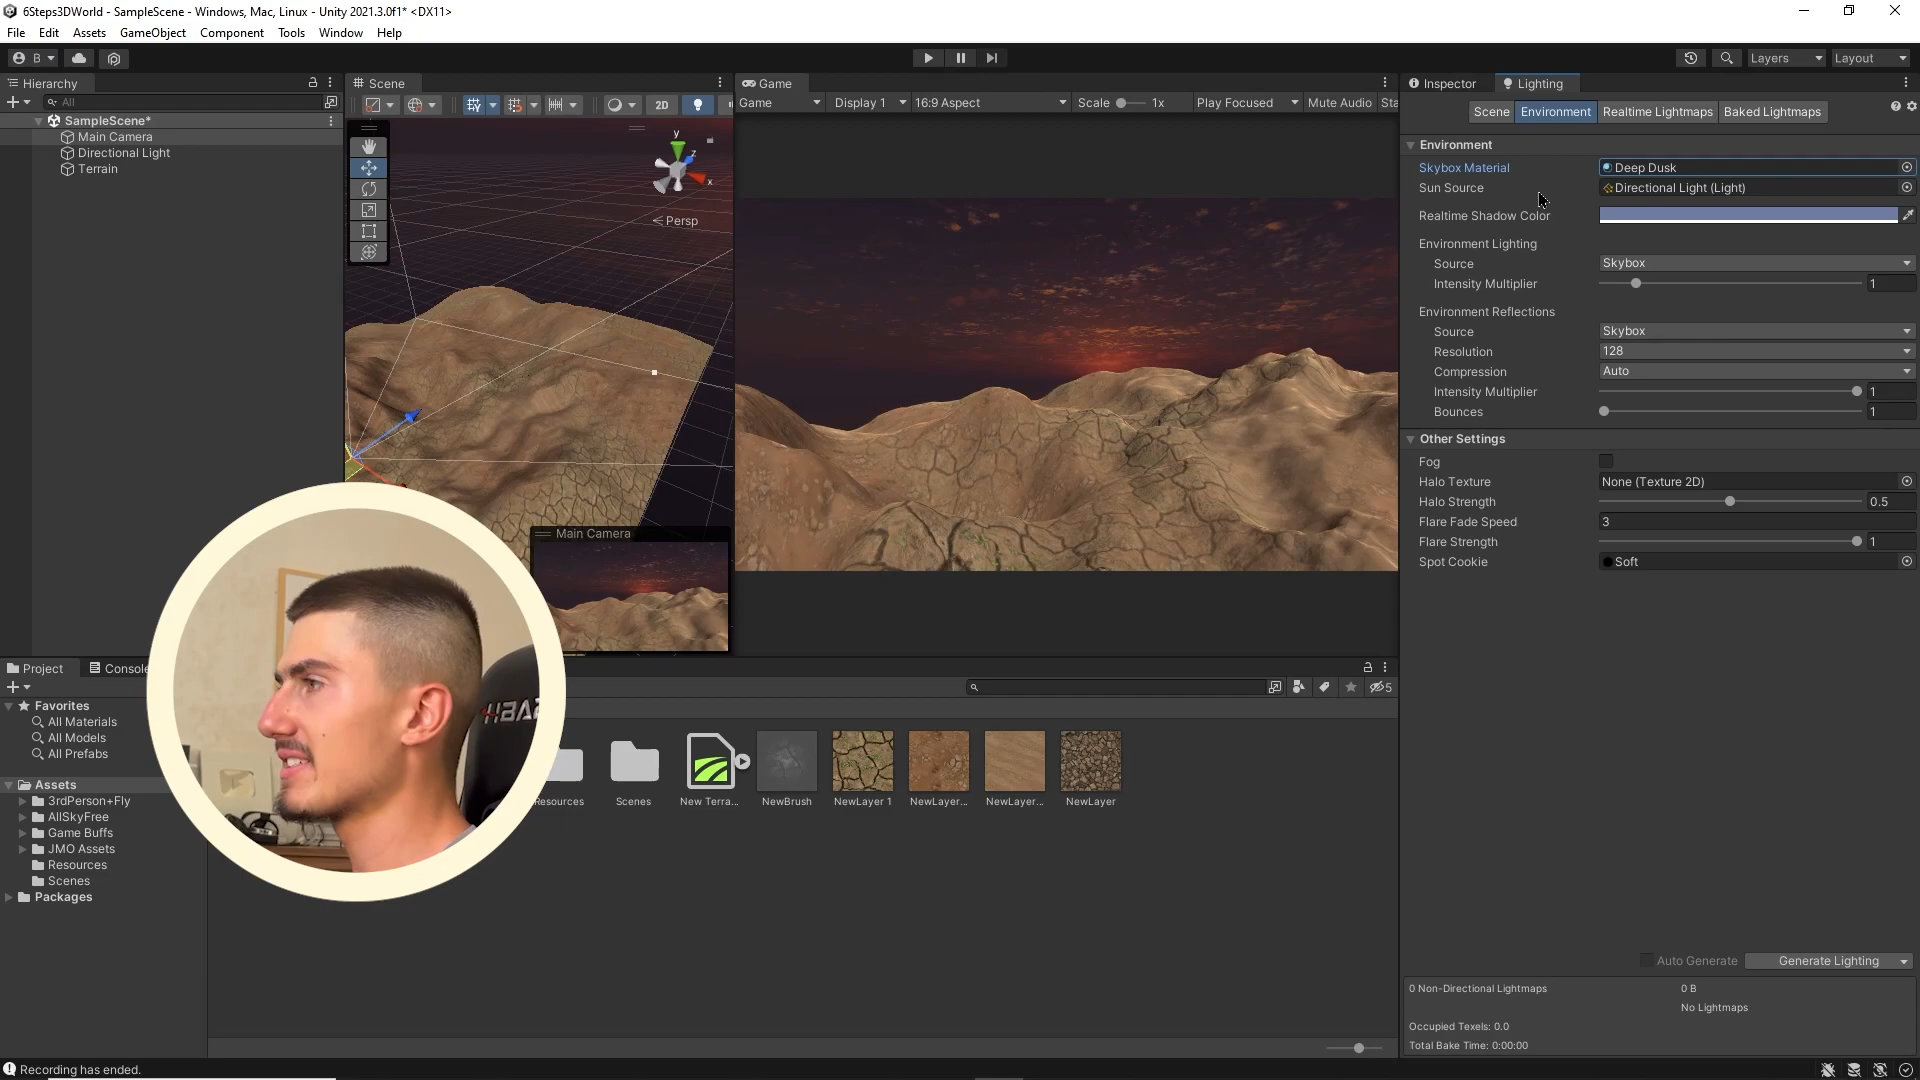 6Steps3DWorld - SampleScene - Windows, Mac, Linux - Unity 2021.3.0f1* <DX11>
File Edit Assets GameObject Component Tools Window Help
B
Layers
Layout
Hierarchy
All
SampleScene*
Main Camera
Directional Light
Terrain
Scene
2D
y
z
x
Persp
Main Camera
Game
Game
Display 1
16:9 Aspect
Scale
1x
Play Focused
Mute Audio
Sta
Inspector
Lighting
Scene
Environment
Realtime Lightmaps
Baked Lightmaps
Environment
Skybox Material
Deep Dusk
Sun Source
Directional Light (Light)
Realtime Shadow Color
Environment Lighting
Source
Skybox
Intensity Multiplier
1
Environment Reflections
Source
Skybox
Resolution
128
Compression
Auto
Intensity Multiplier
1
Bounces
1
Other Settings
Fog
Halo Texture
None (Texture 2D)
Halo Strength
0.5
Flare Fade Speed
3
Flare Strength
1
Spot Cookie
Soft
Auto Generate
Generate Lighting
0 Non-Directional Lightmaps
0 B
No Lightmaps
Occupied Texels: 0.0
Total Bake Time: 0:00:00
Project
Console
5
Favorites
All Materials
All Models
All Prefabs
Assets
3rdPerson+Fly
AllSkyFree
Game Buffs
JMO Assets
Resources
Scenes
Packages
Resources
Scenes
New Terra...
NewBrush
NewLayer 1
NewLayer...
NewLayer...
NewLayer
Recording has ended.